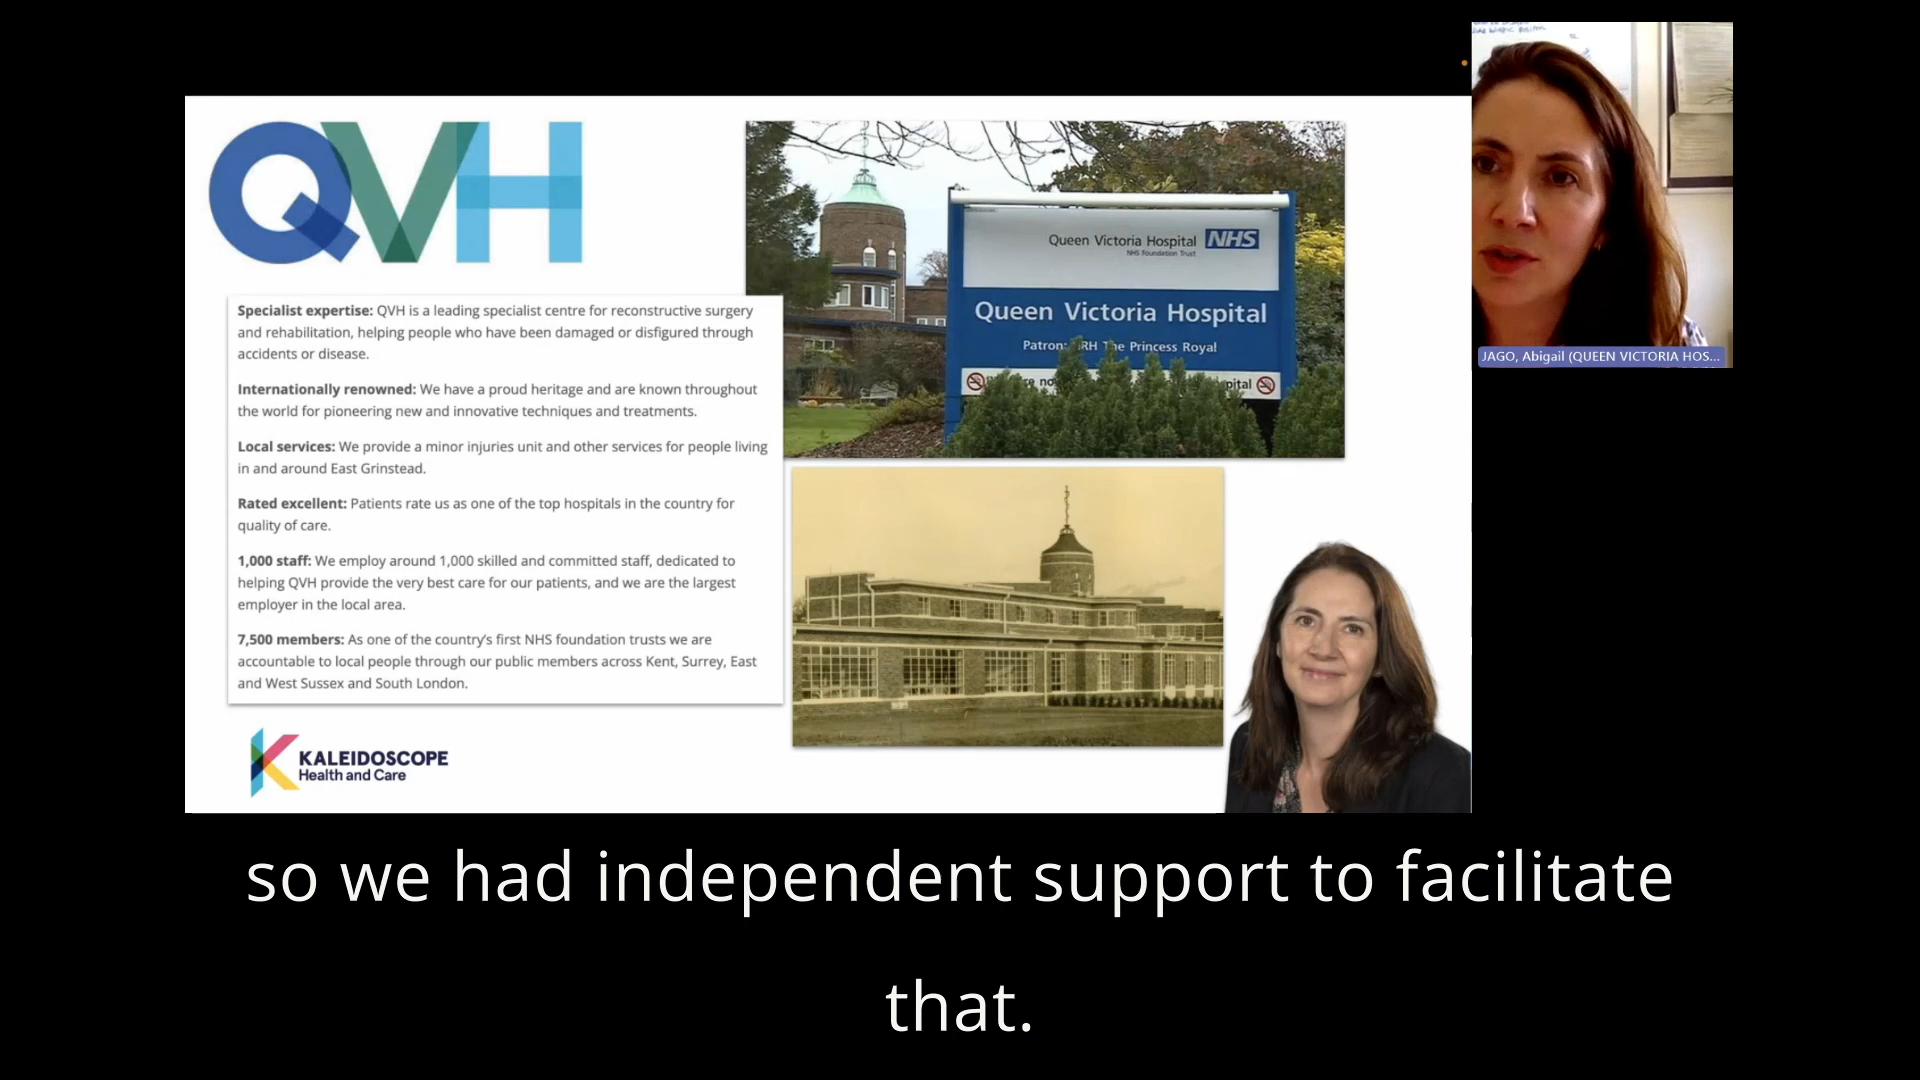 QVH
Specialist expertise: QVH is a leading specialist centre for reconstructive surgery
and rehabilitation, helping people who have been damaged or disfigured through
accidents or disease.
Internationally renowned: We have a proud heritage and are known throughout
the world for pioneering new and innovative techniques and treatments.
Local services: We provide a minor injuries unit and other services for people living
in and around East Grinstead.
Rated excellent: Patients rate us as one of the top hospitals in the country for
quality of care.
1,000 staff: We employ around 1,000 skilled and committed staff, dedicated to
helping QVH provide the very best care for our patients, and we are the largest
employer in the local area.
7,500 members: As one of the country's first NHS foundation trusts we are
accountable to local people through our public members across Kent, Surrey, East
and West Sussex and South London.
KALEIDOSCOPE
Health and Care
Queen Victoria Hospital NHS
NHS Foundation Trust
Queen Victoria Hospital
Patron: The Princess Royal
JAGO, Abigail (QUEEN VICTORIA HOS...
so we had independent support to facilitate
that.